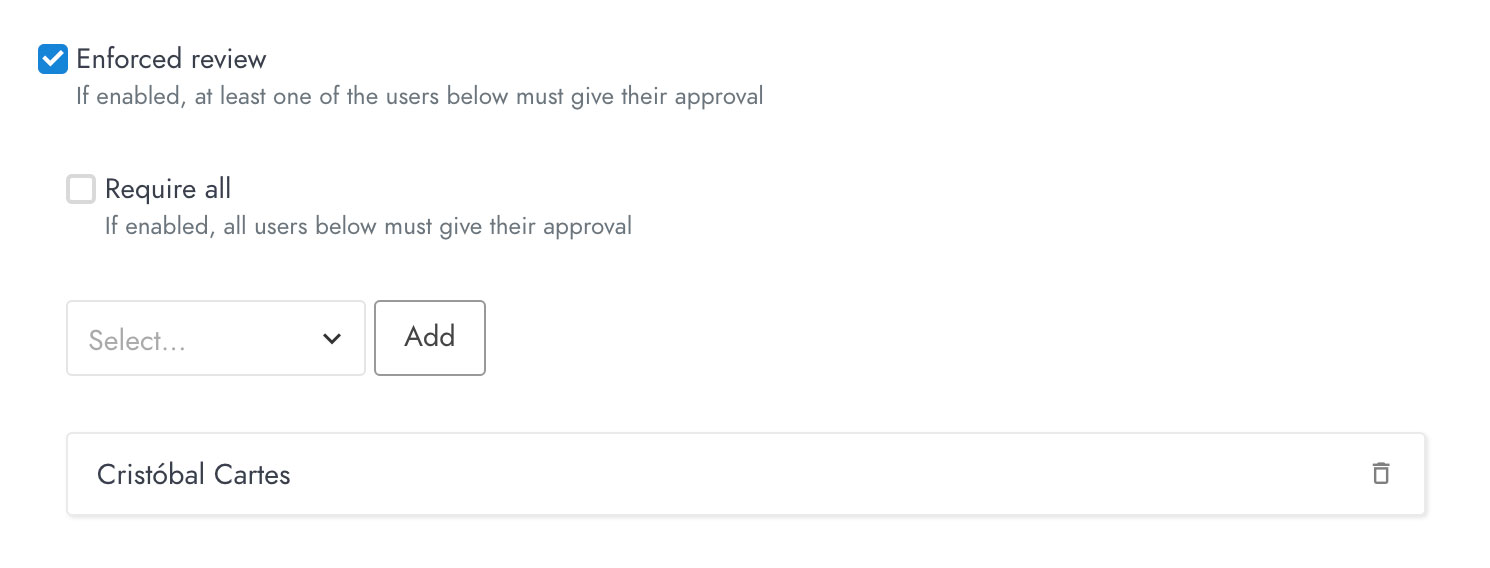 Enforced review
If enabled, at least one of the users below must give their approval
Require all
If enabled, all users below must give their approval
Select...
Add
Cristóbal Cartes